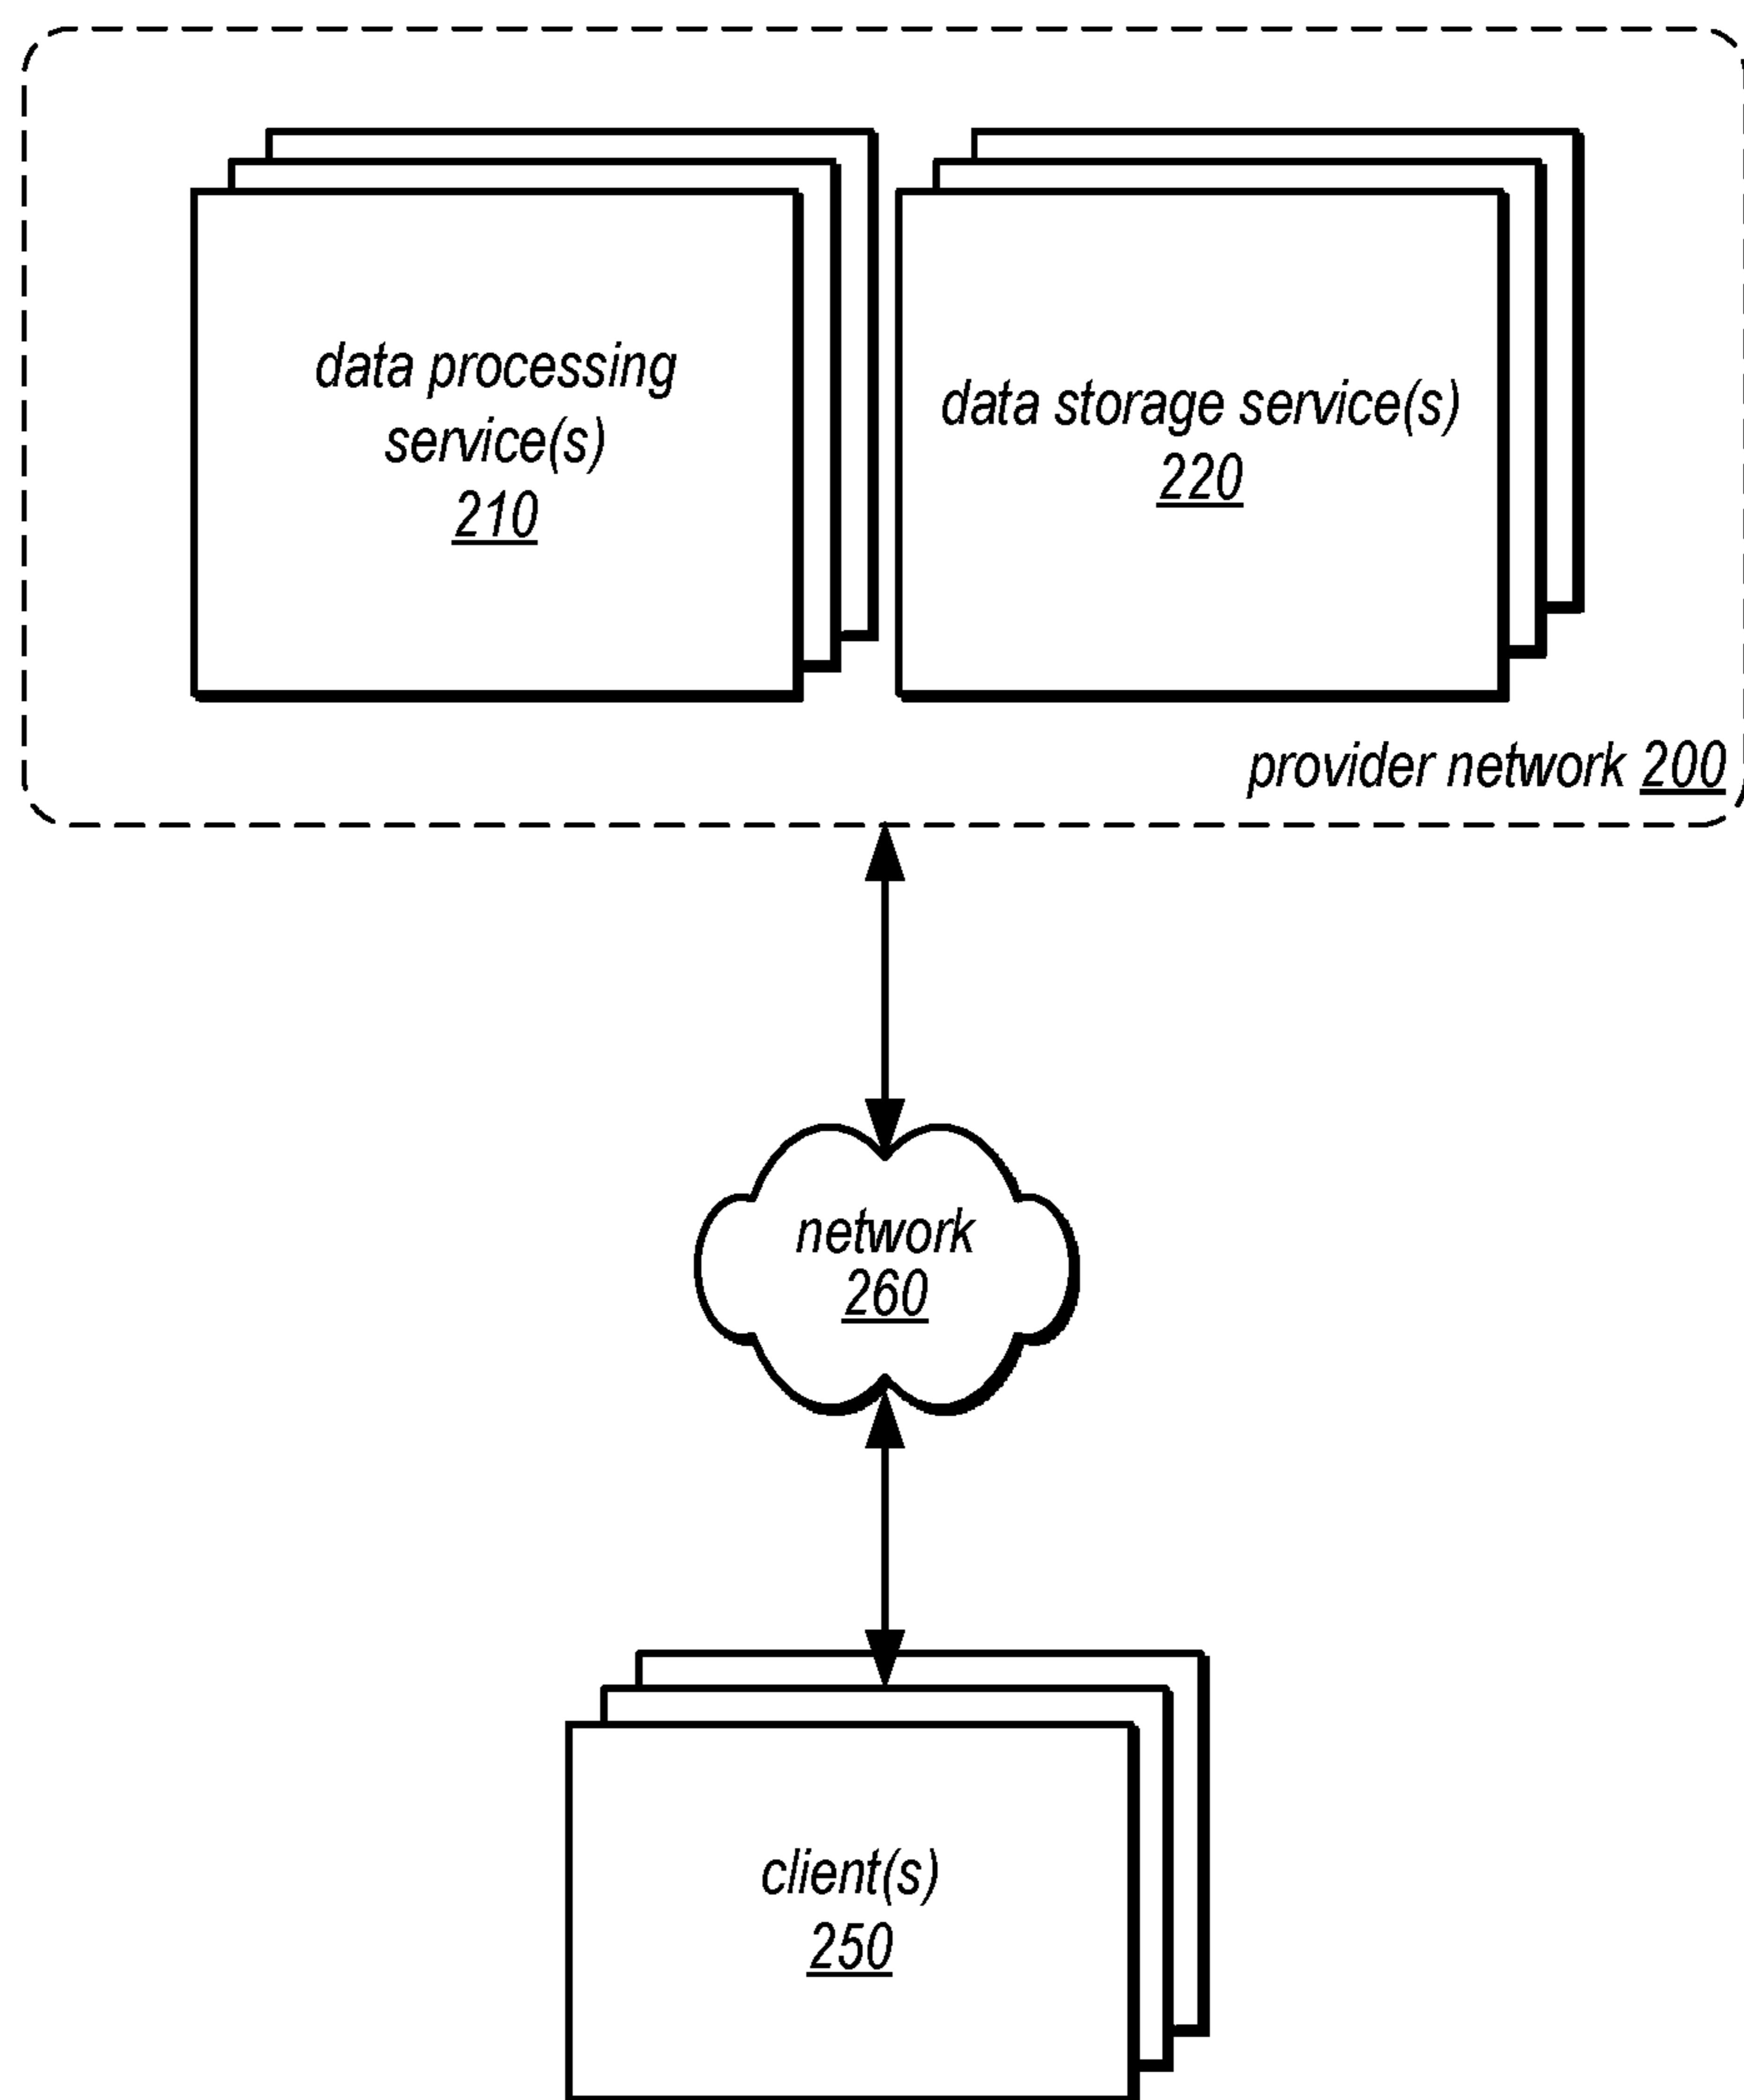 data processing
service(s)
210
data storage service(s)
220
provider network 200
network
260
client(s)
250